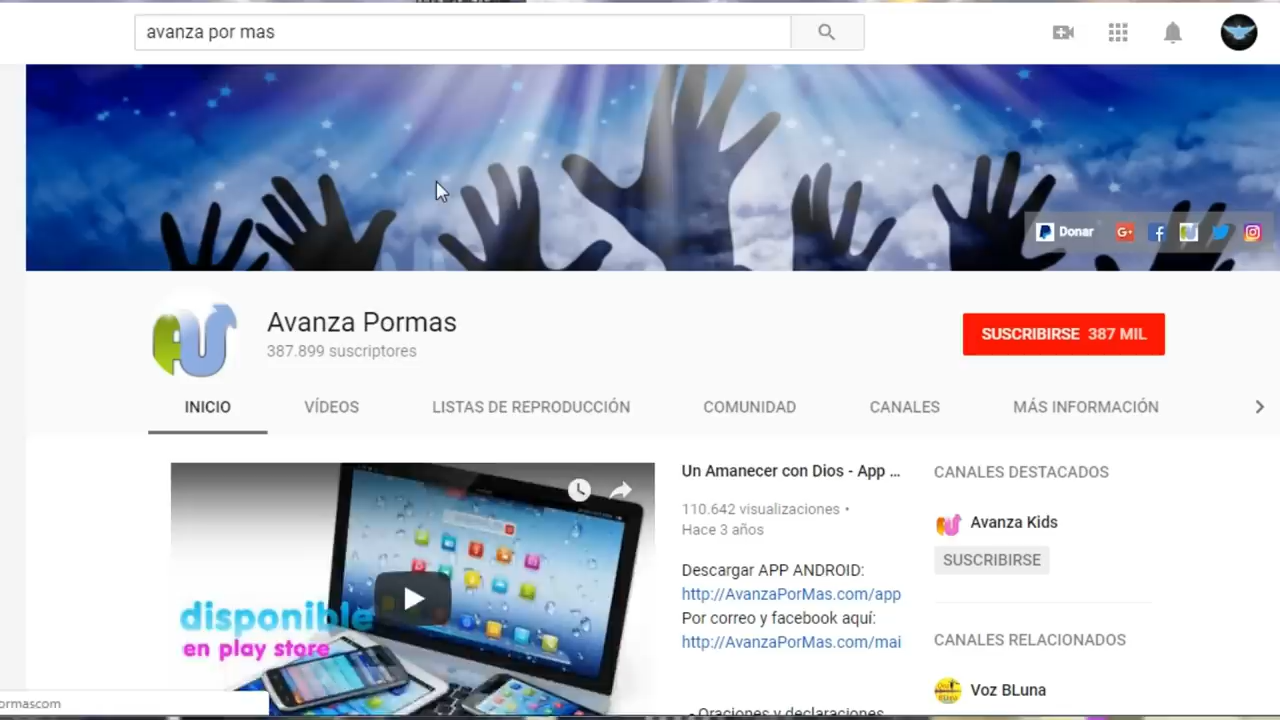 avanza por mas
Donar
Avanza Pormas
387.899 suscriptores
SUSCRIBIRSE 387 MIL
INICIO
VÍDEOS
LISTAS DE REPRODUCCIÓN
COMUNIDAD
CANALES
MÁS INFORMACIÓN
disponible
en play store
Un Amanecer con Dios - App ...
110.642 visualizaciones •
Hace 3 años
Descargar APP ANDROID:
http://AvanzaPorMas.com/app
Por correo y facebook aquí:
http://AvanzaPorMas.com/mai
- Oraciones y declaraciones
CANALES DESTACADOS
Avanza Kids
SUSCRIBIRSE
CANALES RELACIONADOS
Voz BLuna
ormascom